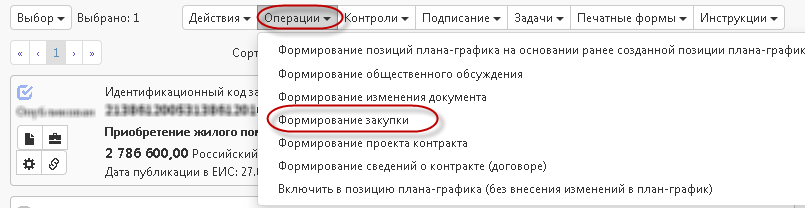 Выбор Выбрано: 1 Действия Операции Контроли Подписание Задачи Печатные формы Инструкции
« ‹ 1 › » Сорт
Формирование позиций плана-графика на основании ранее созданной позиции плана-график
Формирование общественного обсуждения
Идентификационный код за
Формирование изменения документа
Формирование закупки
Приобретение жилого пом
Формирование проекта контракта
2 786 600,00 Российский
Формирование сведений о контракте (договоре)
Дата публикации в ЕИС: 27.0
Включить в позицию плана-графика (без внесения изменений в план-график)